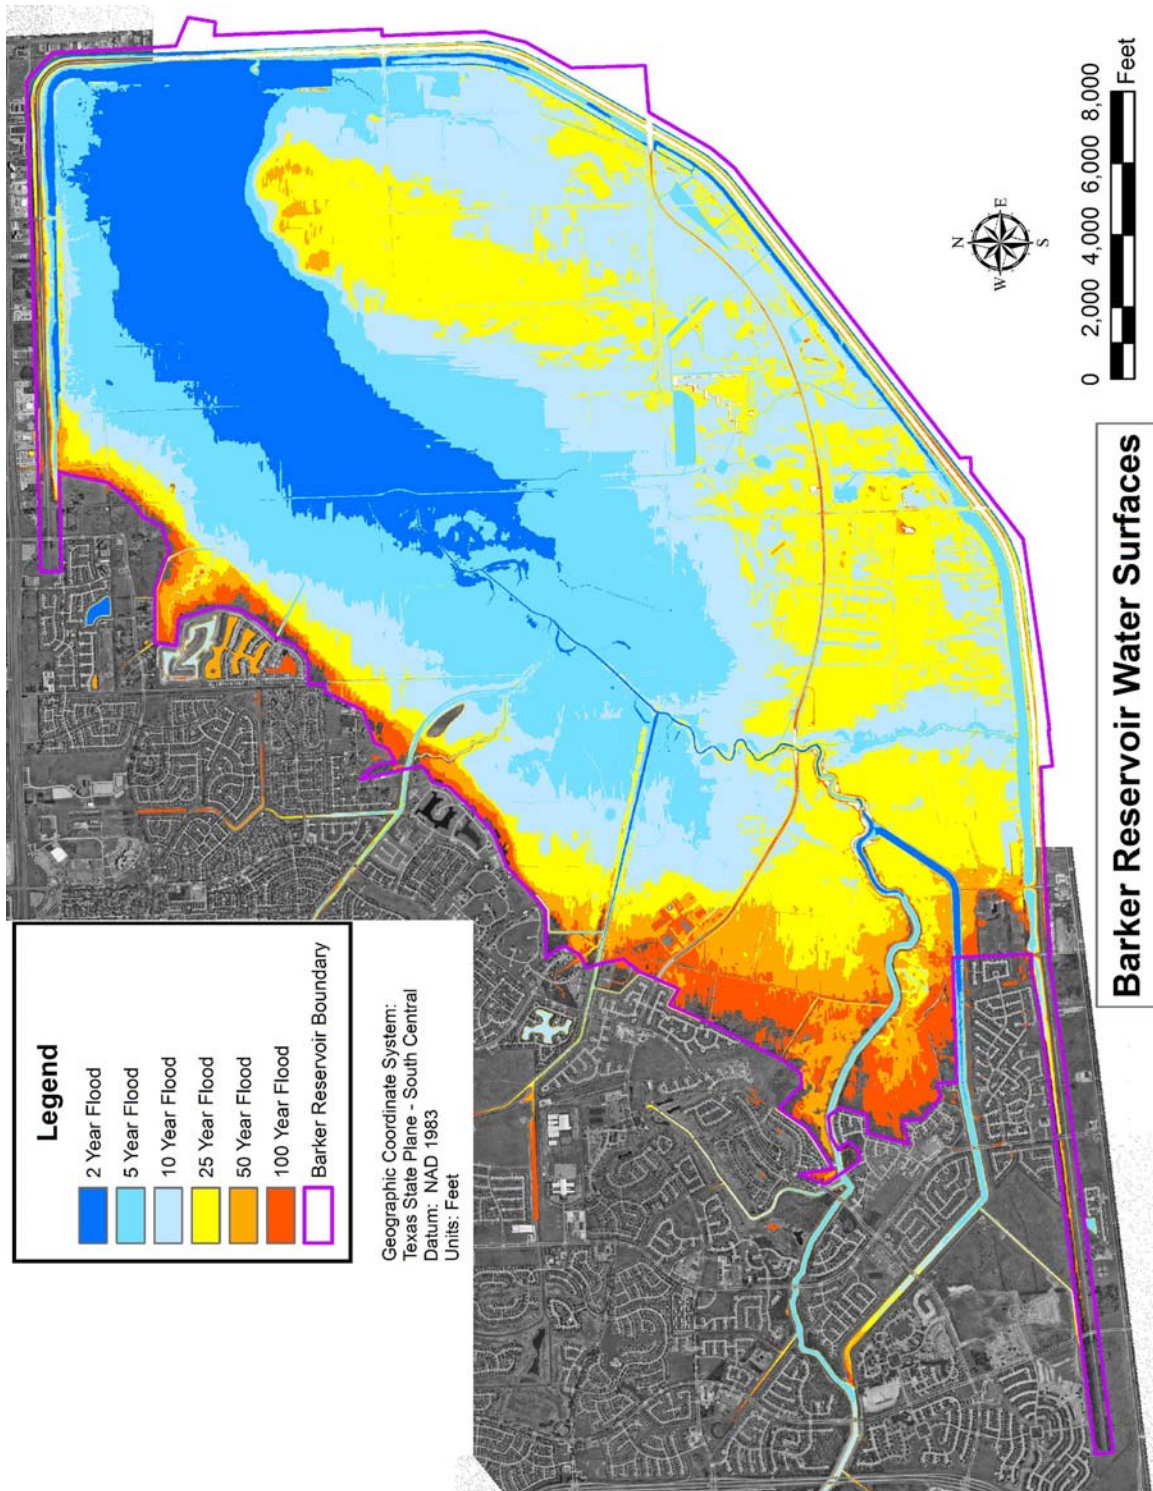 Legend
2 Year Flood
5 Year Flood
10 Year Flood
25 Year Flood
50 Year Flood
100 Year Flood
Barker Reservoir Boundary
Geographic Coordinate System:
Texas State Plane - South Central
Datum: NAD 1983
Units: Feet
N
W E
S
0 2,000 4,000 6,000 8,000
Feet
Barker Reservoir Water Surfaces